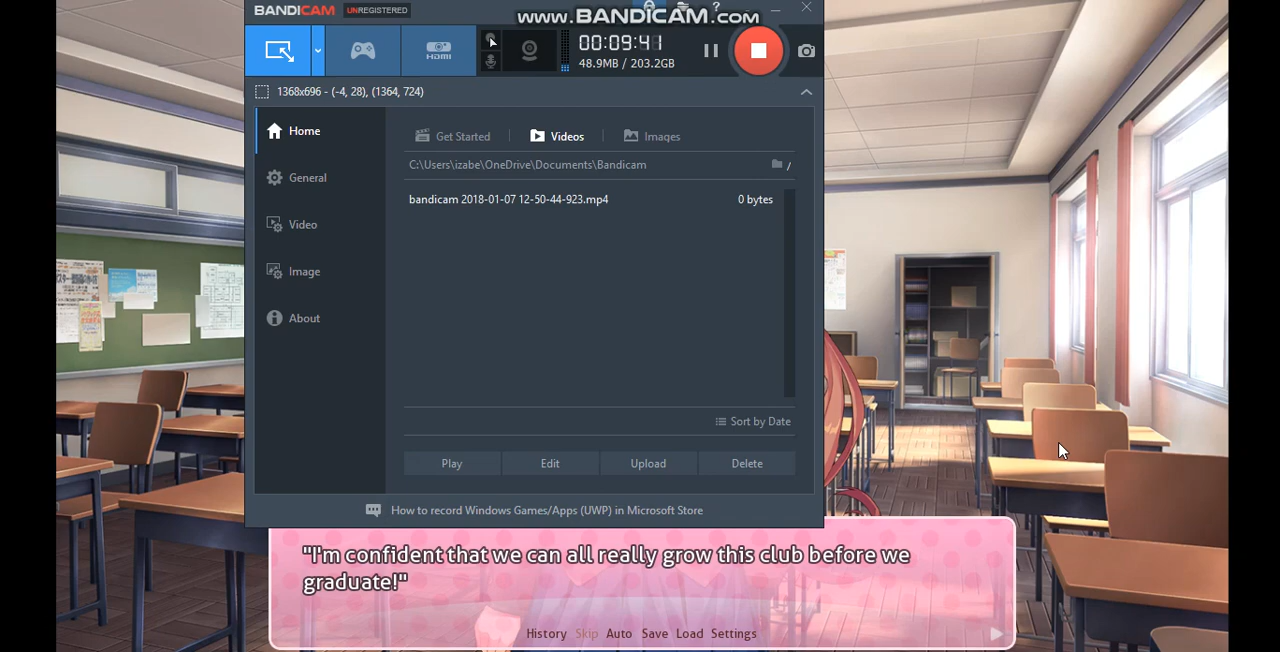 BANDICAM UNREGISTERED
www.BANDICAM.com
HDMI
00:09:41
48.9MB / 203.2GB
1368x696 - (-4, 28), (1364, 724)
Home
General
Video
Image
About
Get Started
Videos
Images
C:\Users\izabe\OneDrive\Documents\Bandicam
/
bandicam 2018-01-07 12-50-44-923.mp4 0 bytes
Sort by Date
Play Edit Upload Delete
How to record Windows Games/Apps (UWP) in Microsoft Store
"I'm confident that we can all really grow this club before we
graduate!"
History Skip Auto Save Load Settings